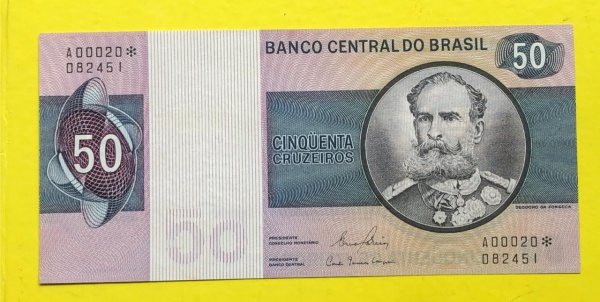 A00020*
082451
BANCO CENTRAL DO BRASIL
50
50
CINQÜENTA
CRUZEIROS
DEODORO DA FONSECA
PRESIDENTE
CONSELHO MONETÁRIO
PRESIDENTE
BANCO CENTRAL
A00020*
082451